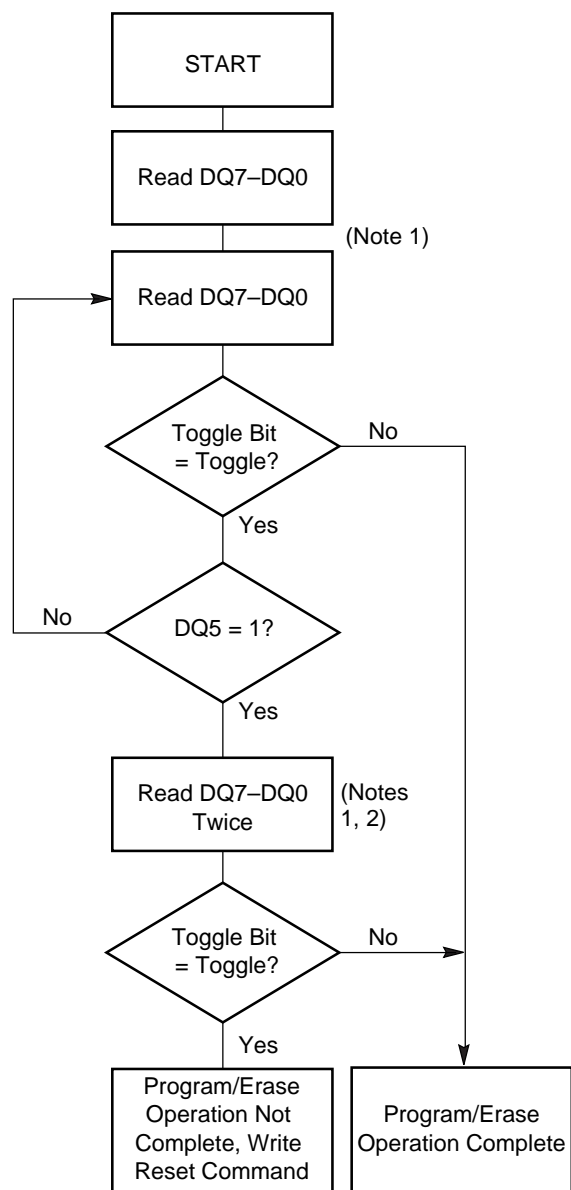 START
Read DQ7–DQ0
(Note 1)
Read DQ7–DQ0
Toggle Bit
= Toggle?
No
Yes
No
DQ5 = 1?
Yes
Read DQ7–DQ0
Twice
(Notes
1, 2)
Toggle Bit
= Toggle?
No
Yes
Program/Erase
Operation Not
Complete, Write
Reset Command
Program/Erase
Operation Complete